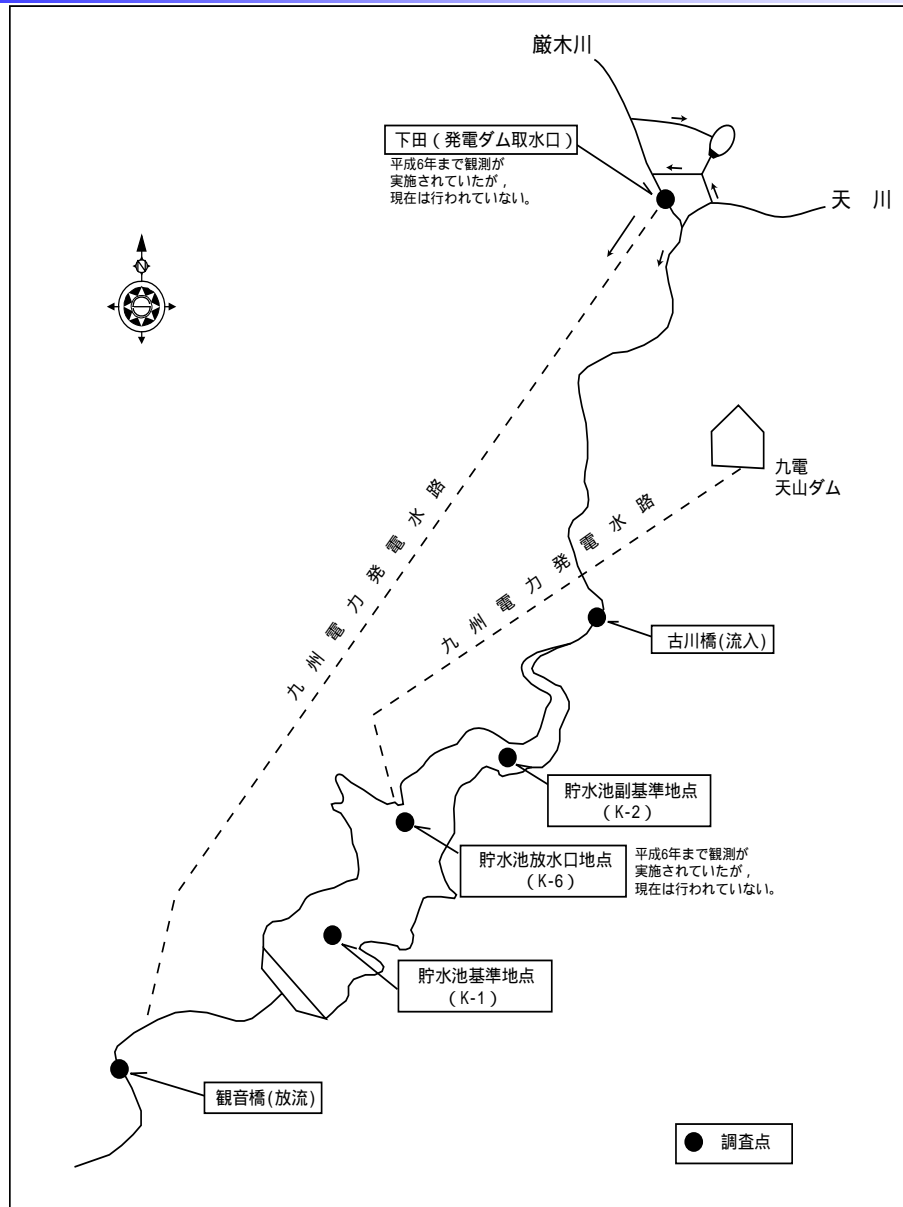 厳木川
下田(発電ダム取水口)
平成6年まで観測が
実施されていたが,
現在は行われていない。
天 川
九電
天山ダム
九州電力発電水路
九州電力発電水路
古川橋(流入)
貯水池副基準地点
(K-2)
貯水池放水口地点
(K-6)
平成6年まで観測が
実施されていたが,
現在は行われていない。
貯水池基準地点
(K-1)
観音橋(放流)
調査点